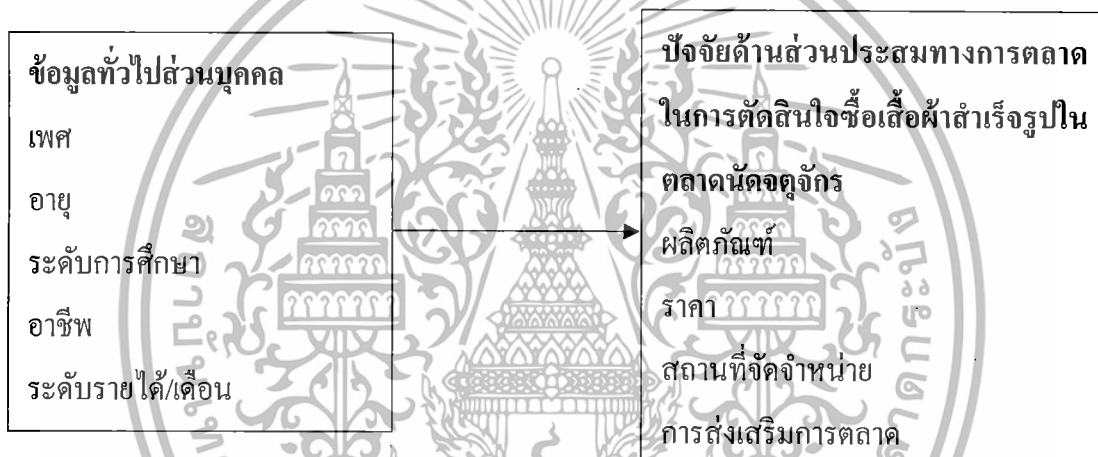 ข้อมูลทั่วไปส่วนบุคคล
เพศ
อายุ
ระดับการศึกษา
อาชีพ
ระดับรายได้/เดือน
ปัจจัยด้านส่วนประสมทางการตลาด
ในการตัดสินใจซื้อเสื้อผ้าสำเร็จรูปใน
ตลาดนัดจตุจักร
ผลิตภัณฑ์
ราคา
สถานที่จัดจำหน่าย
การส่งเสริมการตลาด